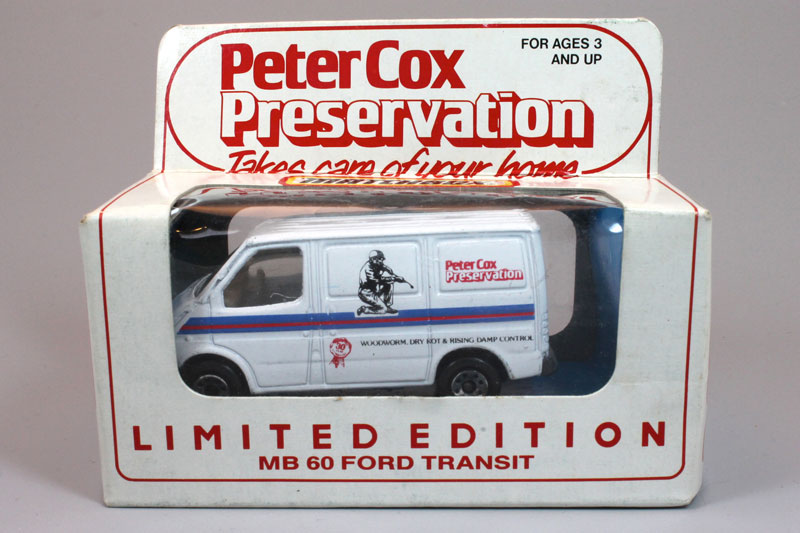 Peter Cox
Preservation
Takes care of your home
FOR AGES 3
AND UP
Peter Cox
Preservation
WOODWORM, DRY ROT & RISING DAMP CONTROL
LIMITED EDITION
MB 60 FORD TRANSIT